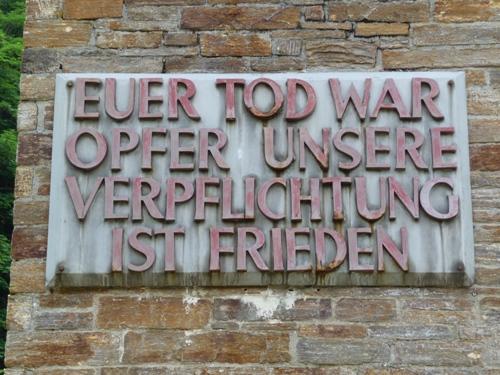 EUER TOD WAR
OPFER UNSERE
VERPFLICHTUNG
IST FRIEDEN